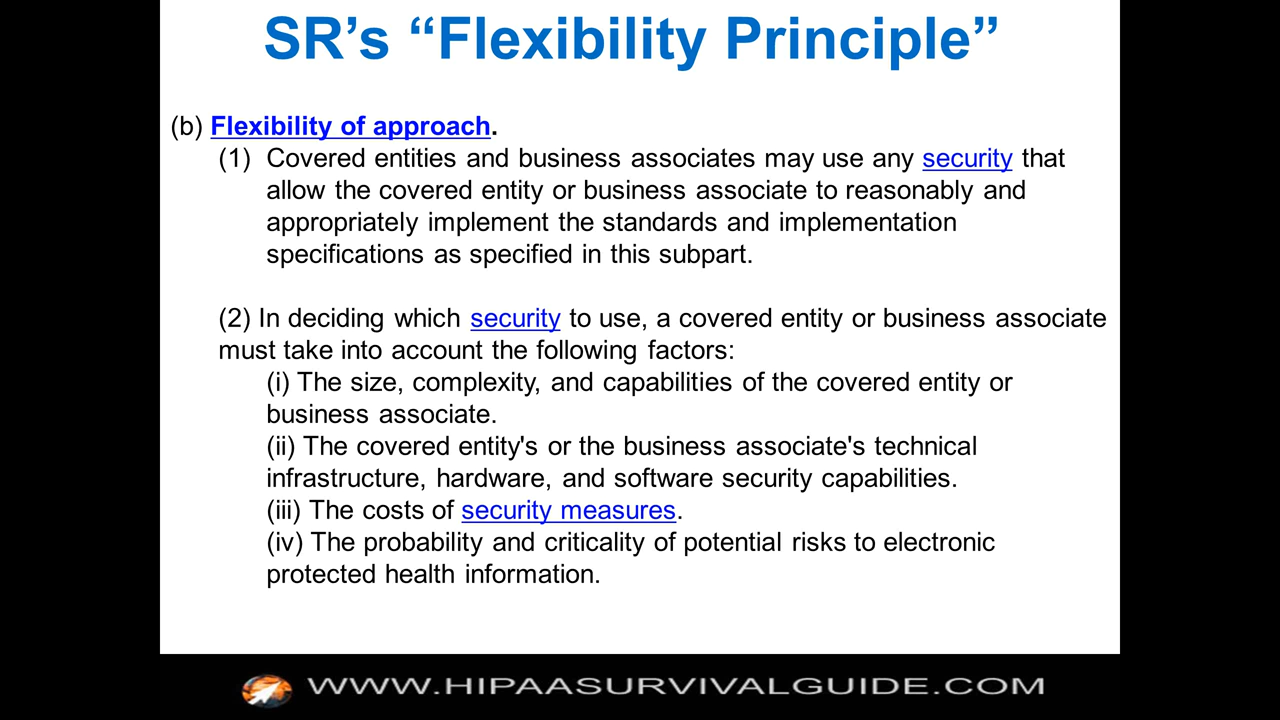 SR’s “Flexibility Principle”
(b) Flexibility of approach.
(1) Covered entities and business associates may use any security that
allow the covered entity or business associate to reasonably and
appropriately implement the standards and implementation
specifications as specified in this subpart.
(2) In deciding which security to use, a covered entity or business associate
must take into account the following factors:
(i) The size, complexity, and capabilities of the covered entity or
business associate.
(ii) The covered entity's or the business associate's technical
infrastructure, hardware, and software security capabilities.
(iii) The costs of security measures.
(iv) The probability and criticality of potential risks to electronic
protected health information.
WWW.HIPAASURVIVALGUIDE.COM